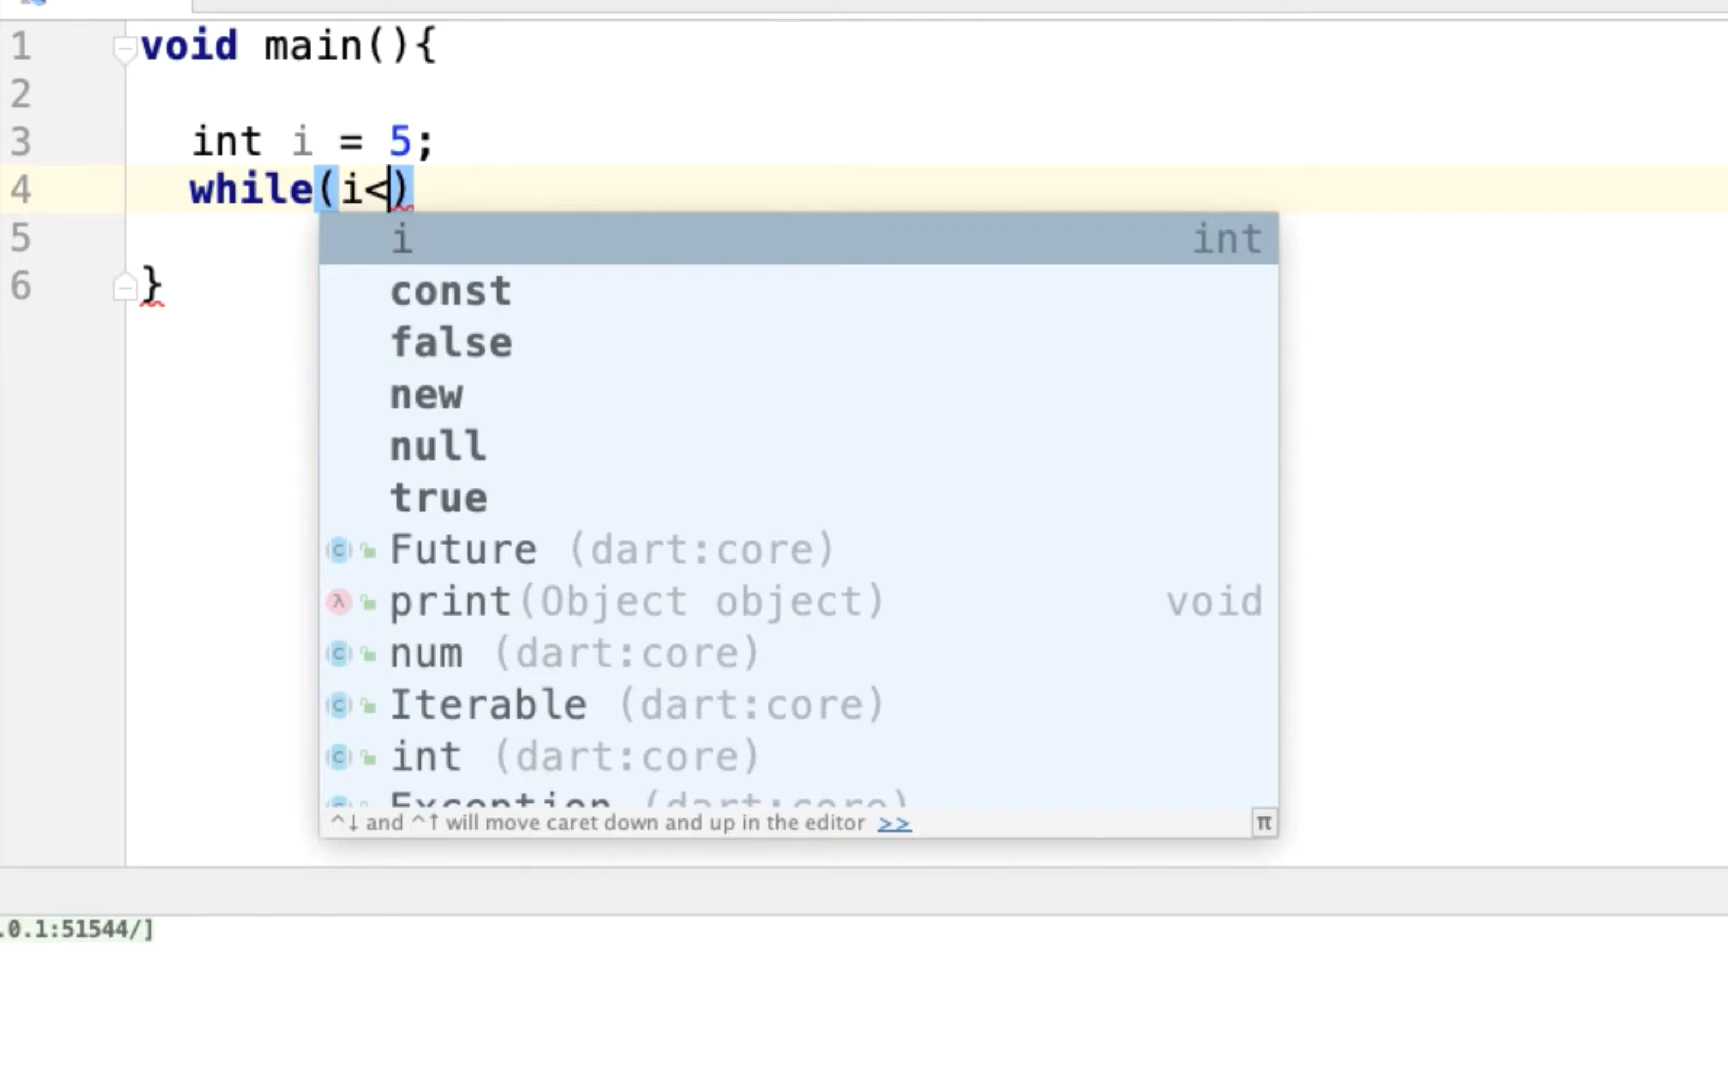 1 void main(){
2
3 int i = 5;
4 while(i<)
5
6 }
i int
const
false
new
null
true
Future (dart:core)
print(Object object) void
num (dart:core)
Iterable (dart:core)
int (dart:core)
Exception (dart:core)
^↓ and ^↑ will move caret down and up in the editor >> π
.0.1:51544/]